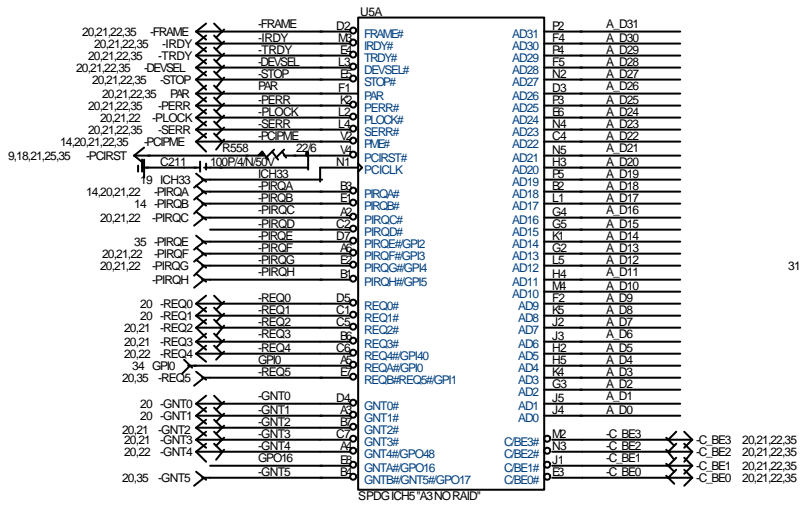 U5A
20,21,22,35 -FRAME -FRAME D2 FRAME#
20,21,22,35 -IRDY -IRDY M3 IRDY#
20,21,22,35 -TRDY -TRDY E4 TRDY#
20,21,22,35 -DEVSEL -DEVSEL L3 DEVSEL#
20,21,22,35 -STOP -STOP E5 STOP#
20,21,22,35 PAR PAR F1 PAR
20,21,22,35 -PERR -PERR K2 PERR#
20,21,22 -PLOCK -PLOCK L2 PLOCK#
20,21,22,35 -SERR -SERR L4 SERR#
14,20,21,22,35 -PCIPME -PCIPME V2 PME#
9,18,21,25,35 -PCIRST R558 22/6 V4 PCIRST#
C211 100P/4/N/50V
19 ICH33 ICH33 N1 PCICLK
14,20,21,22 -PIRQA -PIRQA B3 PIRQA#
14 -PIRQB -PIRQB E1 PIRQB#
20,21,22 -PIRQC -PIRQC A2 PIRQC#
-PIRQD C2 PIRQD#
35 -PIRQE -PIRQE D7 PIRQE#/GPI2
20,21,22 -PIRQF -PIRQF A6 PIRQF#/GPI3
20,21,22 -PIRQG -PIRQG E2 PIRQG#/GPI4
-PIRQH -PIRQH B1 PIRQH#/GPI5
20 -REQ0 -REQ0 D5 REQ0#
20 -REQ1 -REQ1 C1 REQ1#
20,21 -REQ2 -REQ2 C5 REQ2#
20,21 -REQ3 -REQ3 B6 REQ3#
20,22 -REQ4 -REQ4 C6 REQ4#/GPI40
34 GPI0 GPI0 A5 REQA#/GPI0
20,35 -REQ5 -REQ5 E7 REQB#REQ5#/GPI1
20 -GNT0 -GNT0 D4 GNT0#
20 -GNT1 -GNT1 A3 GNT1#
20,21 -GNT2 -GNT2 B7 GNT2#
20,21 -GNT3 -GNT3 C7 GNT3#
20,22 -GNT4 -GNT4 A4 GNT4#/GPO48
GPO16 E8 GNTA#/GPO16
20,35 -GNT5 -GNT5 B4 GNTB#/GNT5#/GPO17
AD31 P2 A_D31
AD30 F4 A_D30
AD29 P4 A_D29
AD28 F5 A_D28
AD27 N2 A_D27
AD26 D3 A_D26
AD25 P3 A_D25
AD24 E6 A_D24
AD23 N4 A_D23
AD22 C4 A_D22
AD21 N5 A_D21
AD20 H3 A_D20
AD19 P5 A_D19
AD18 B2 A_D18
AD17 L1 A_D17
AD16 G4 A_D16
AD15 G5 A_D15
AD14 K1 A_D14
AD13 G2 A_D13
AD12 L5 A_D12
AD11 H4 A_D11
AD10 M4 A_D10
AD9 F2 A_D9
AD8 K5 A_D8
AD7 J2 A_D7
AD6 J3 A_D6
AD5 H2 A_D5
AD4 H5 A_D4
AD3 K4 A_D3
AD2 G3 A_D2
AD1 J5 A_D1
AD0 J4 A_D0
C/BE3# M2 -C_BE3 -C_BE3 20,21,22,35
C/BE2# N3 -C_BE2 -C_BE2 20,21,22,35
C/BE1# J1 -C_BE1 -C_BE1 20,21,22,35
C/BE0# E3 -C_BE0 -C_BE0 20,21,22,35
SPDG ICH5 "A3 NO RAID"
31